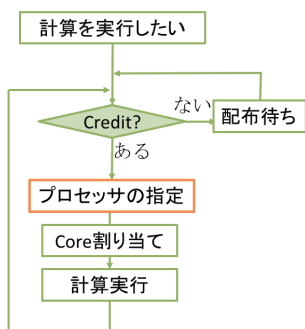 計算を実行したい
Credit?
ない
配布待ち
ある
プロセッサの指定
Core割り当て
計算実行